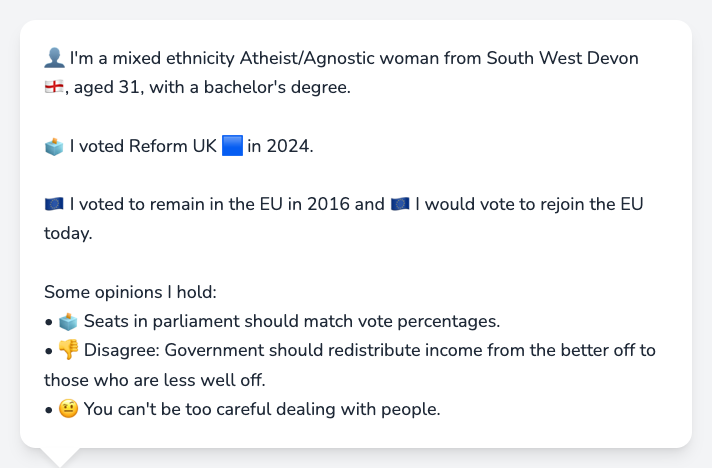 👤 I'm a mixed ethnicity Atheist/Agnostic woman from South West Devon
🏴󠁧󠁢󠁥󠁮󠁧󠁿, aged 31, with a bachelor's degree.
🗳️ I voted Reform UK 🟦 in 2024.
🇪🇺 I voted to remain in the EU in 2016 and 🇪🇺 I would vote to rejoin the EU
today.
Some opinions I hold:
• 🗳️ Seats in parliament should match vote percentages.
• 👎 Disagree: Government should redistribute income from the better off to
those who are less well off.
• 🤨 You can't be too careful dealing with people.